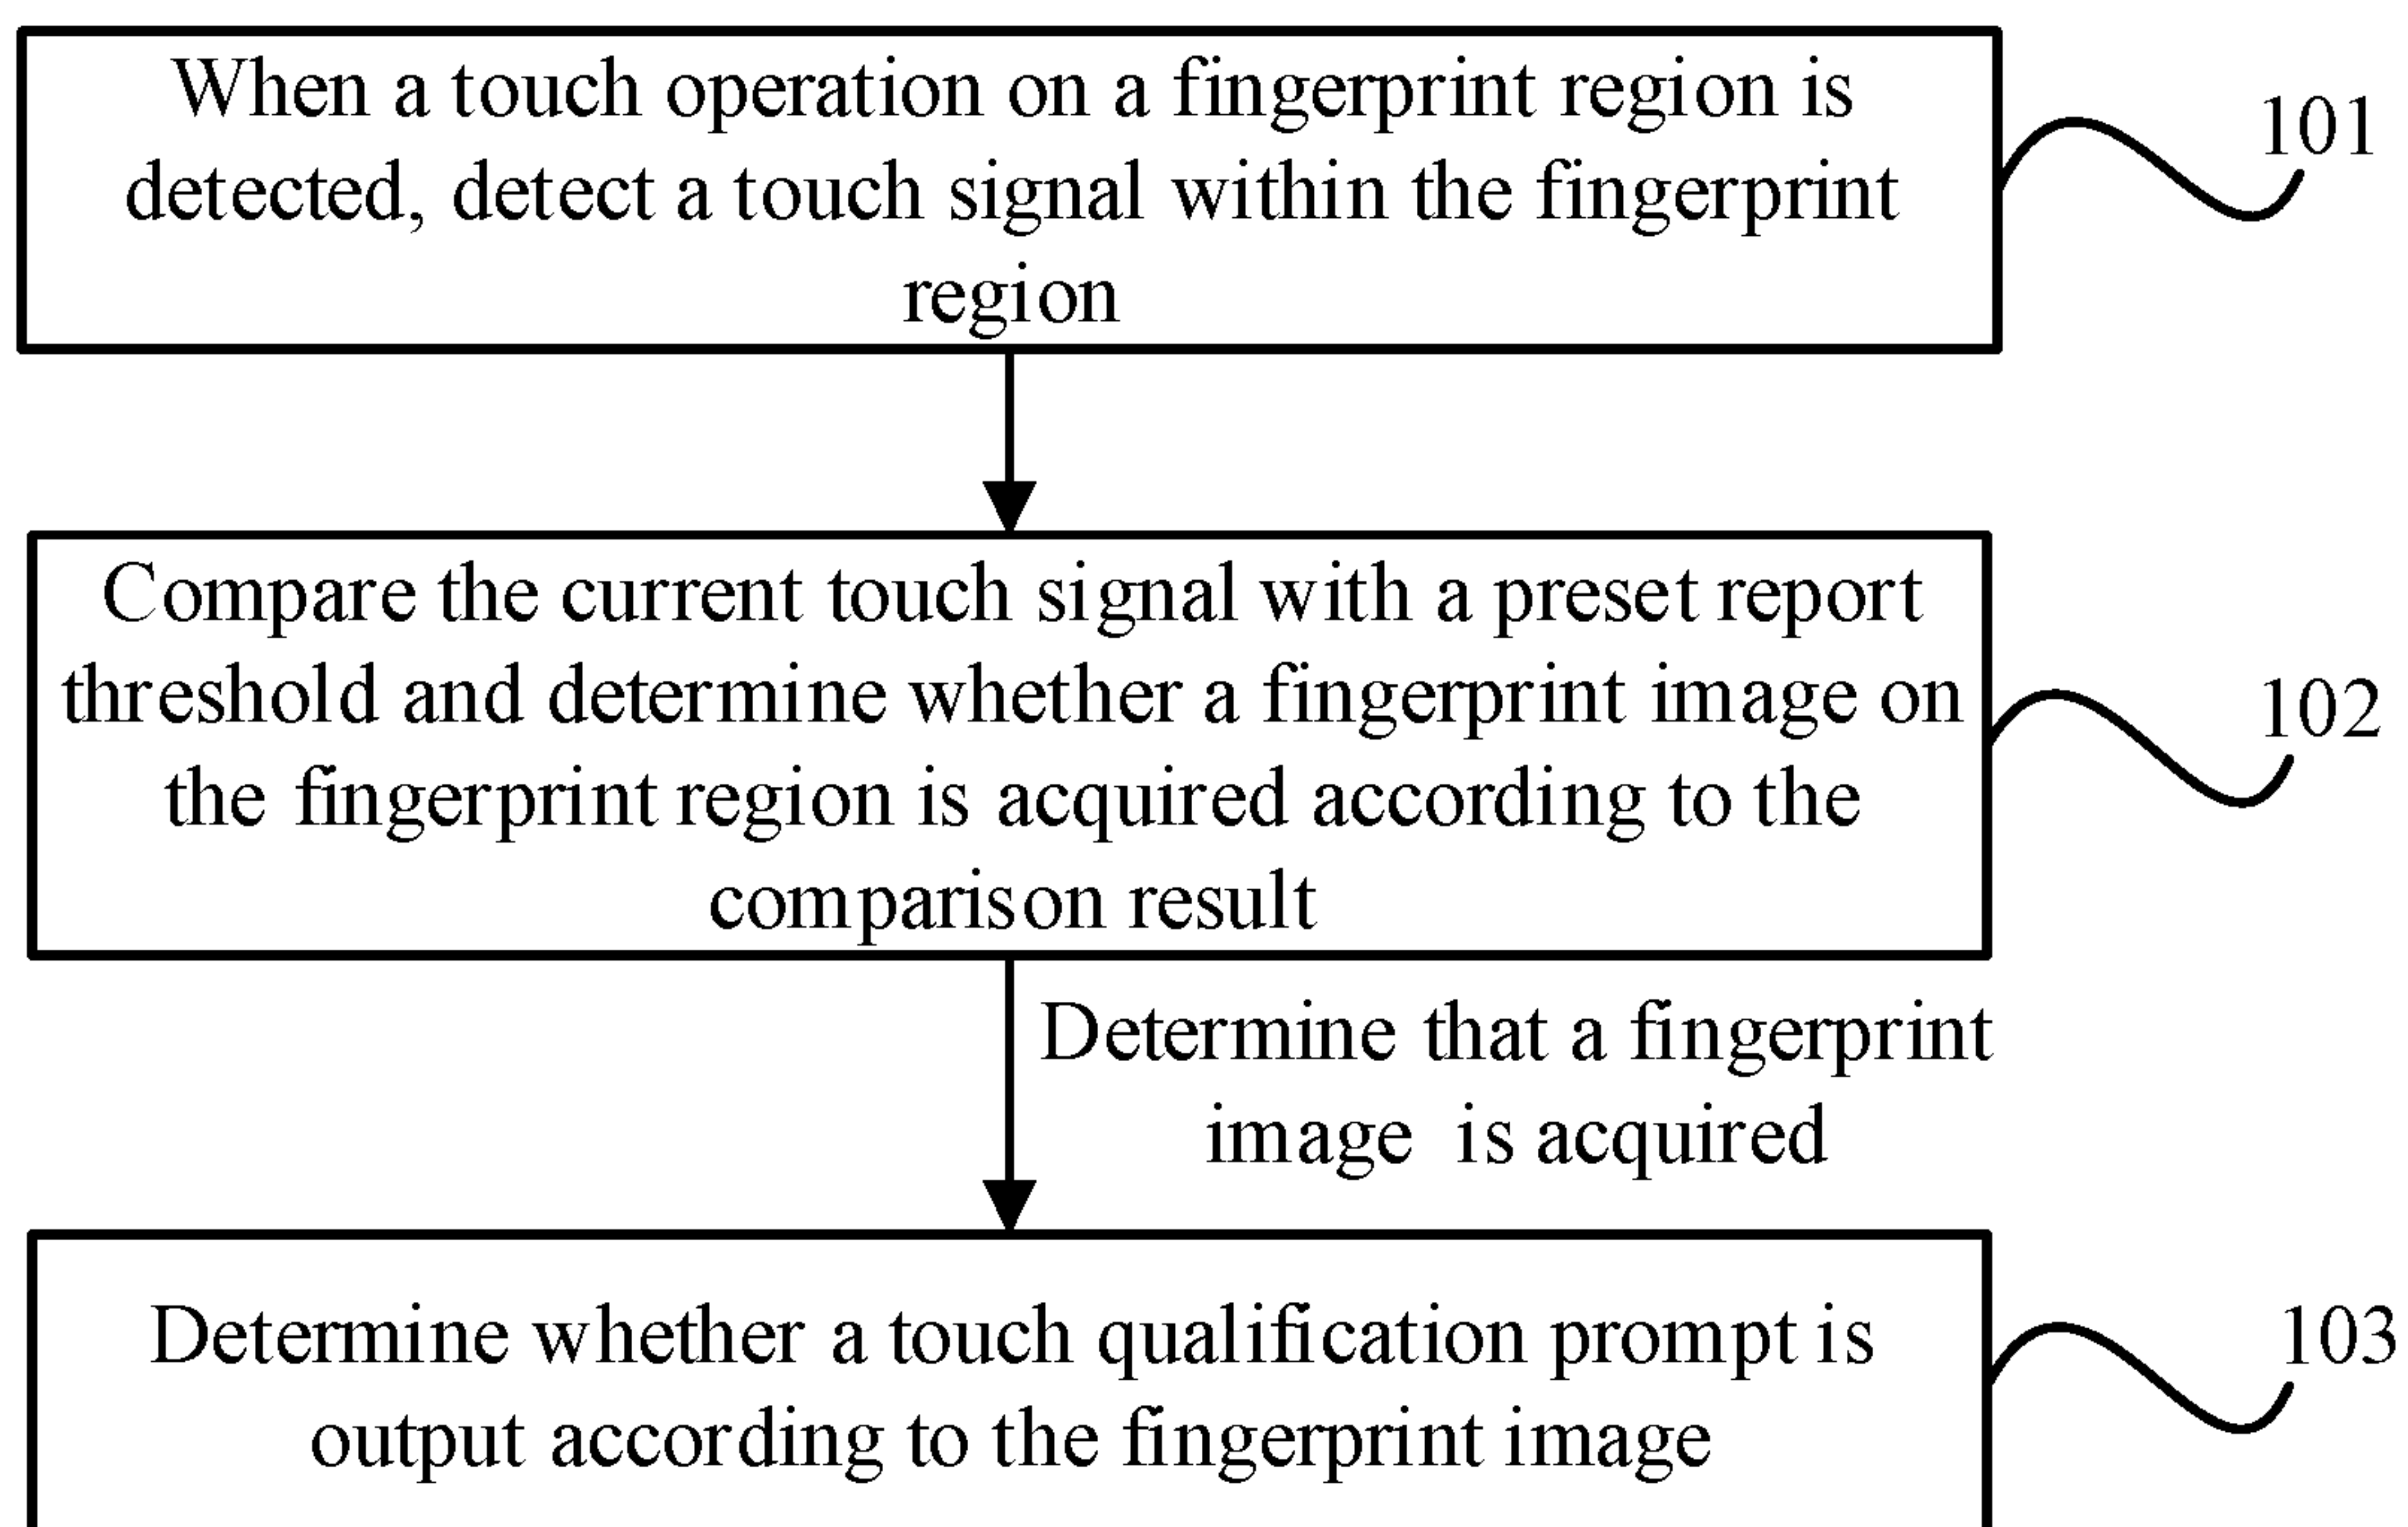 When a touch operation on a fingerprint region is
detected, detect a touch signal within the fingerprint
region
101
Compare the current touch signal with a preset report
threshold and determine whether a fingerprint image on
the fingerprint region is acquired according to the
comparison result
102
Determine that a fingerprint
image is acquired
Determine whether a touch qualification prompt is
output according to the fingerprint image
103